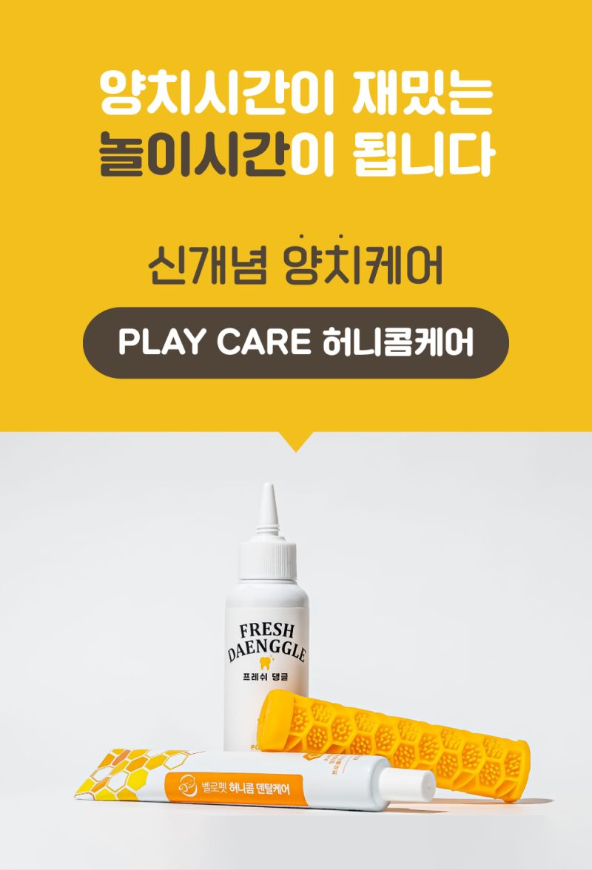 양치시간이 재밌는
놀이시간이 됩니다
신개념 양치케어
PLAY CARE 허니콤케어
FRESH
DAENGGLE
프레쉬 댕글
벨로펫 허니콤 덴탈케어